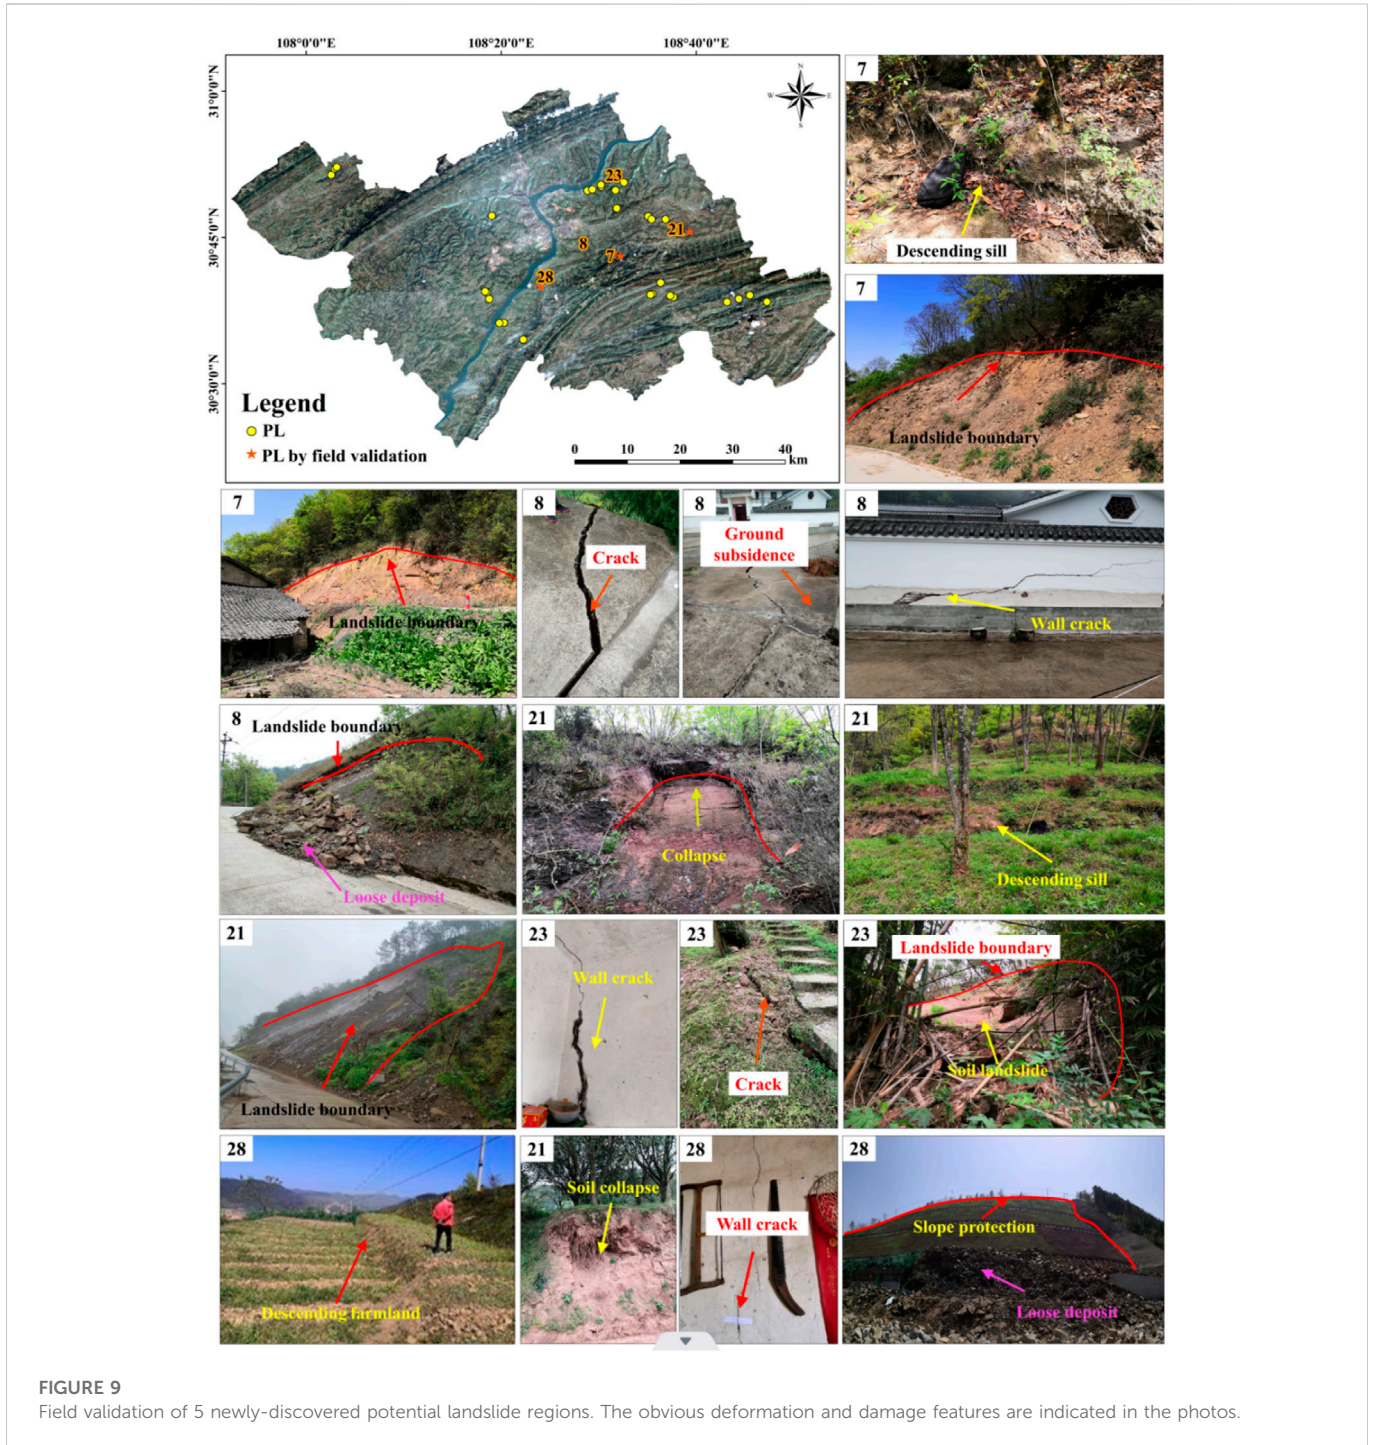 108°0'0"E
108°20'0"E
108°40'0"E
31°0'0"N
30°45'0"N
30°30'0"N
N
W
E
S
23
21
8
7
28
Legend
PL
PL by field validation
0 10 20 30 40
km
7
Descending sill
7
Landslide boundary
7
Landslide boundary
8
Crack
8
Ground
subsidence
8
Wall crack
8
Landslide boundary
Loose deposit
21
Collapse
21
Descending sill
21
Landslide boundary
23
Wall crack
23
Crack
23
Landslide boundary
Soil landslide
28
Descending farmland
21
Soil collapse
28
Wall crack
28
Slope protection
Loose deposit
FIGURE 9
Field validation of 5 newly-discovered potential landslide regions. The obvious deformation and damage features are indicated in the photos.